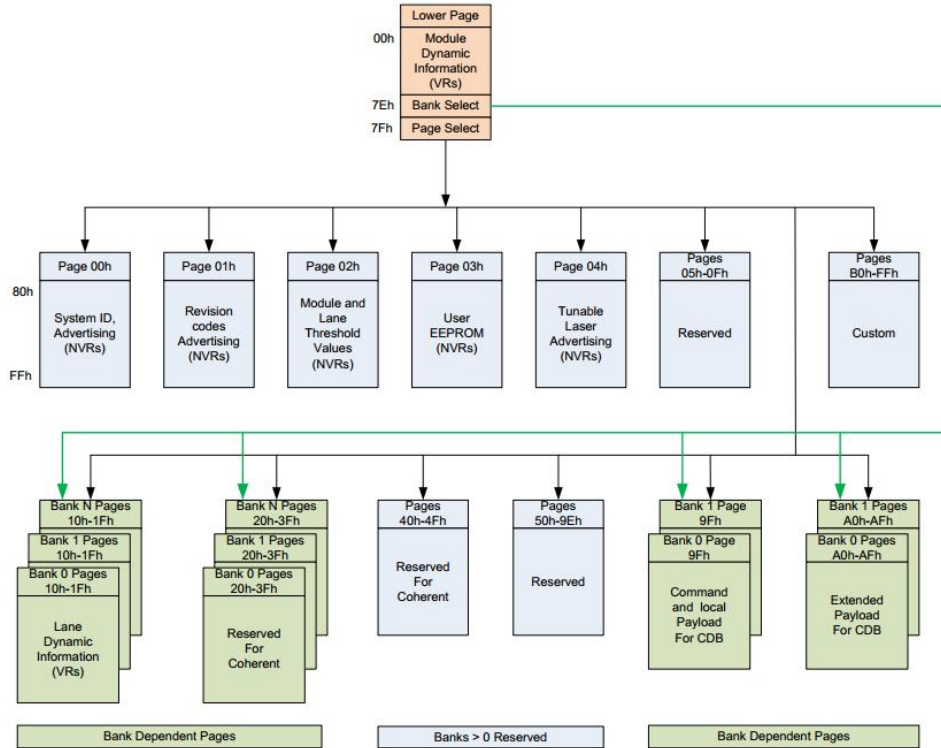 Lower Page
00h
Module
Dynamic
Information
(VRs)
7Eh
Bank Select
7Fh
Page Select
Page 00h
80h
System ID,
Advertising
(NVRs)
FFh
Page 01h
Revision
codes
Advertising
(NVRs)
Page 02h
Module and
Lane
Threshold
Values
(NVRs)
Page 03h
User
EEPROM
(NVRs)
Page 04h
Tunable
Laser
Advertising
(NVRs)
Pages
05h-0Fh
Reserved
Pages
B0h-FFh
Custom
Bank N Pages
10h-1Fh
Bank 1 Pages
10h-1Fh
Bank 0 Pages
10h-1Fh
Lane
Dynamic
Information
(VRs)
Bank N Pages
20h-3Fh
Bank 1 Pages
20h-3Fh
Bank 0 Pages
20h-3Fh
Reserved
For
Coherent
Pages
40h-4Fh
Reserved
For
Coherent
Pages
50h-9Eh
Reserved
Bank 1 Page
9Fh
Bank 0 Page
9Fh
Command
and local
Payload
For CDB
Bank 1 Pages
A0h-AFh
Bank 0 Pages
A0h-AFh
Extended
Payload
For CDB
Bank Dependent Pages
Banks > 0 Reserved
Bank Dependent Pages